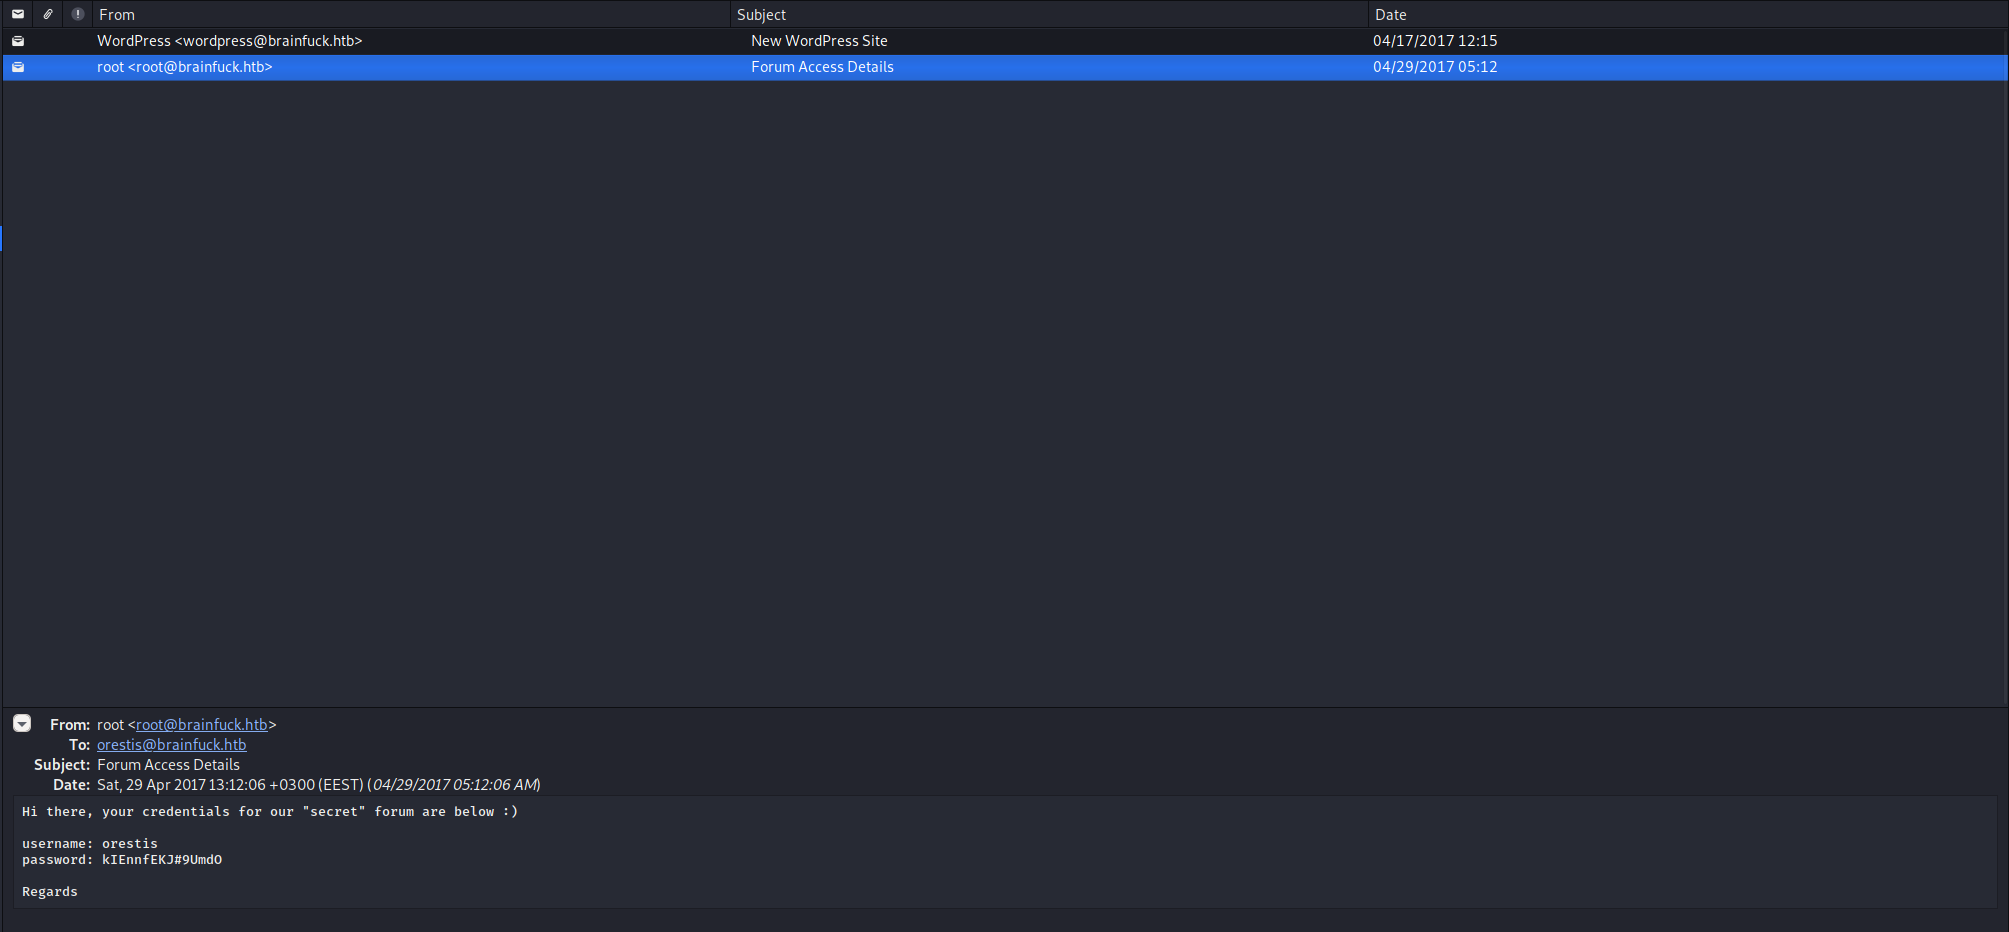 From Subject Date
WordPress <wordpress@brainfuck.htb> New WordPress Site 04/17/2017 12:15
root <root@brainfuck.htb> Forum Access Details 04/29/2017 05:12
From: root <root@brainfuck.htb>
To: orestis@brainfuck.htb
Subject: Forum Access Details
Date: Sat, 29 Apr 2017 13:12:06 +0300 (EEST) (04/29/2017 05:12:06 AM)
Hi there, your credentials for our "secret" forum are below :)
username: orestis
password: kIEnnfEKJ#9UmdO
Regards